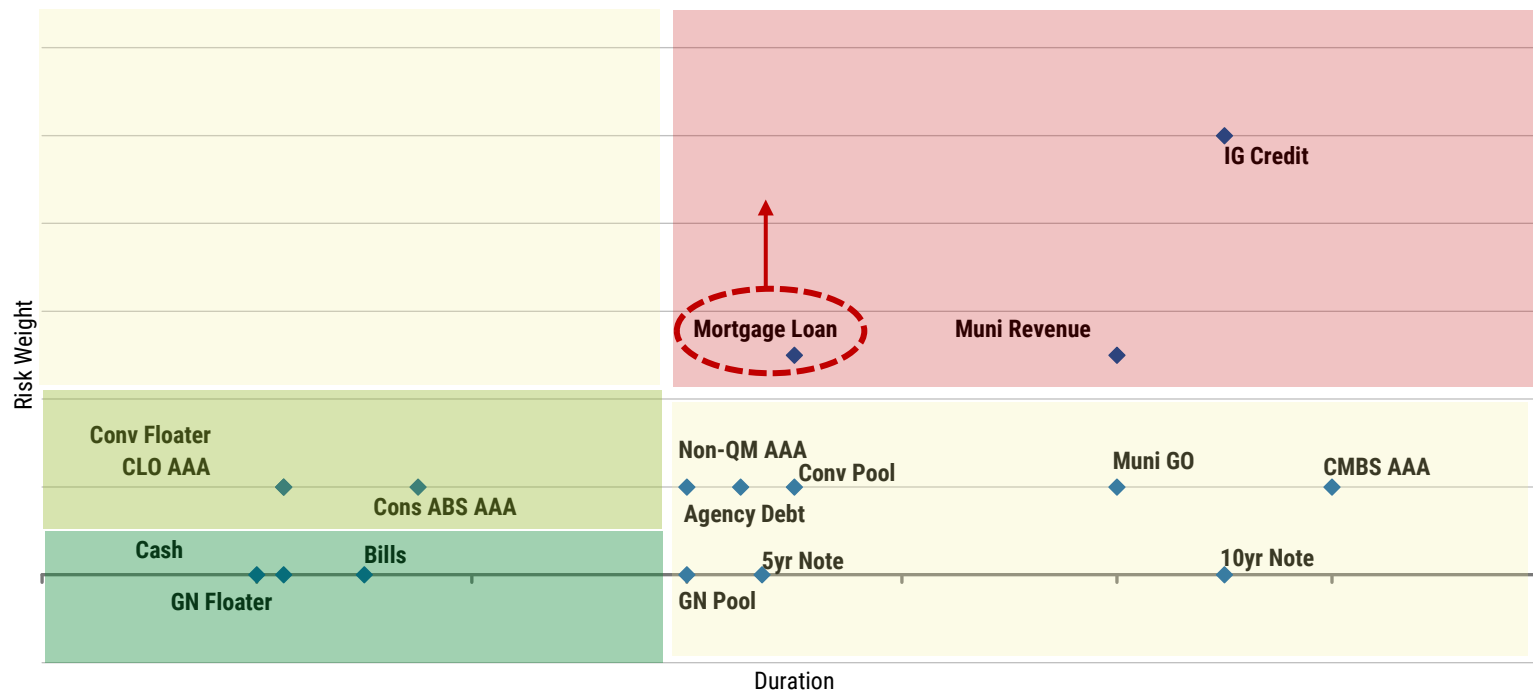 IG Credit
Mortgage Loan
Muni Revenue
Risk Weight
Conv Floater
CLO AAA
Cons ABS AAA
Non-QM AAA
Conv Pool
Agency Debt
Muni GO
CMBS AAA
Cash
Bills
GN Floater
5yr Note
GN Pool
10yr Note
Duration